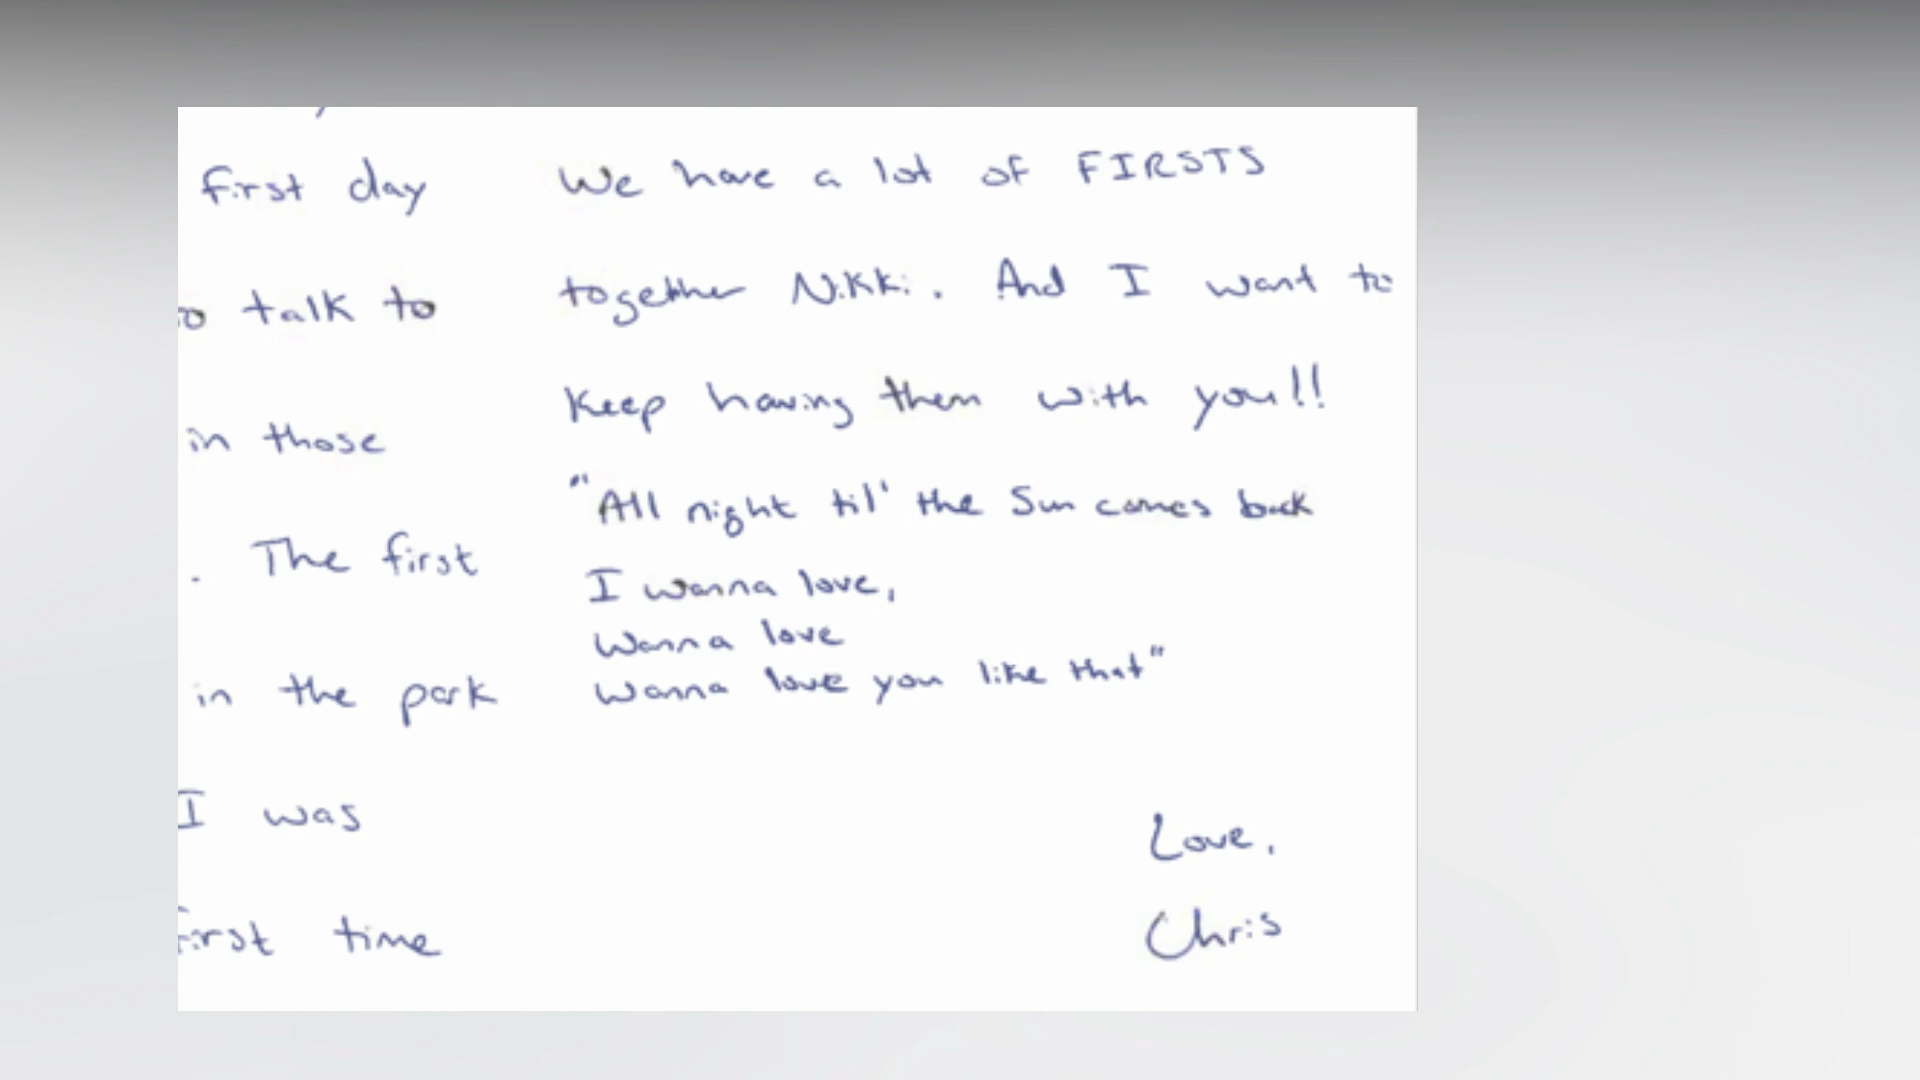 first day
talk to
in those
. The first
in the park
I was
first time
We have a lot of FIRSTS
together Nikki. And I want to
Keep having them with you!!
"All night til' the Sun comes back
I wanna love,
Wanna love
Wanna love you like that"
Love,
Chris